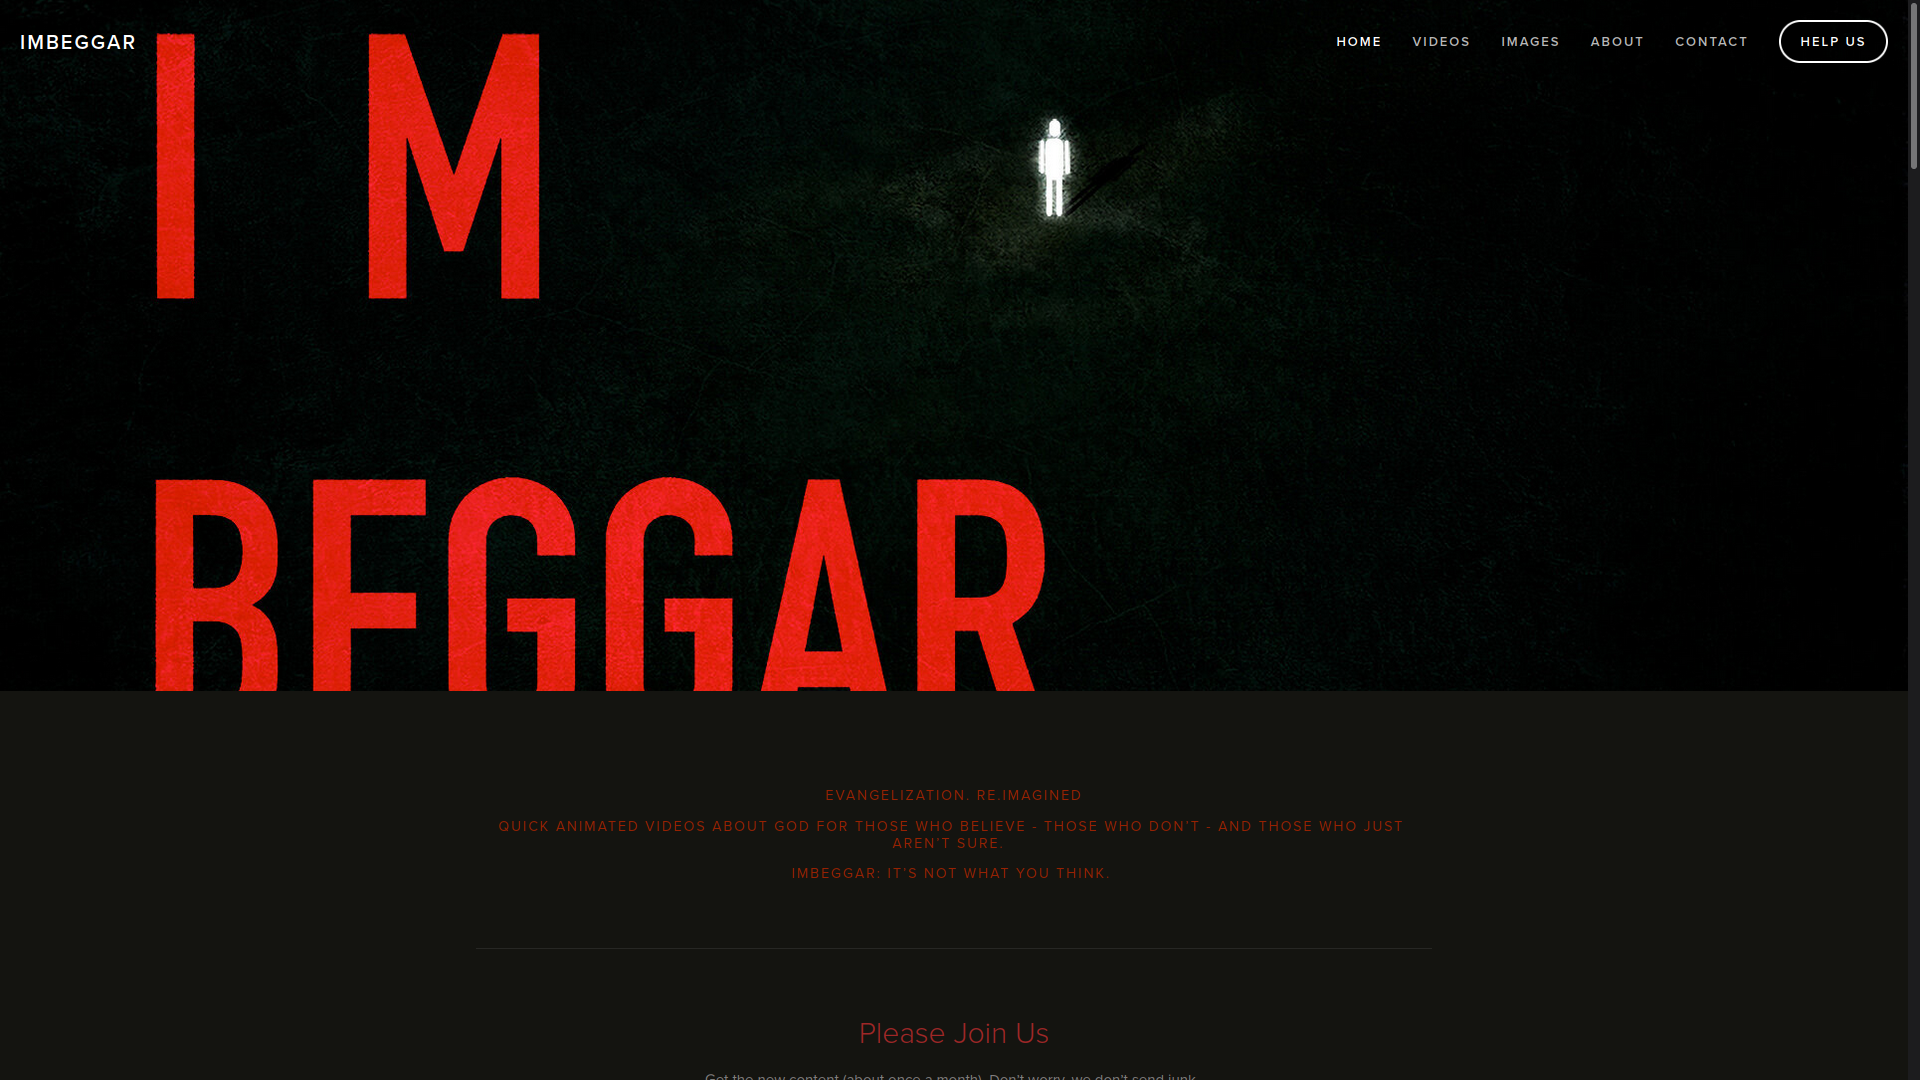 IMBEGGAR
HOME VIDEOS IMAGES ABOUT CONTACT HELP US
I M
BEGGAR
EVANGELIZATION. RE.IMAGINED
QUICK ANIMATED VIDEOS ABOUT GOD FOR THOSE WHO BELIEVE - THOSE WHO DON'T - AND THOSE WHO JUST
AREN'T SURE.
IMBEGGAR: IT'S NOT WHAT YOU THINK.
Please Join Us
Get the new content (about once a month). Don't worry, we don't send junk.